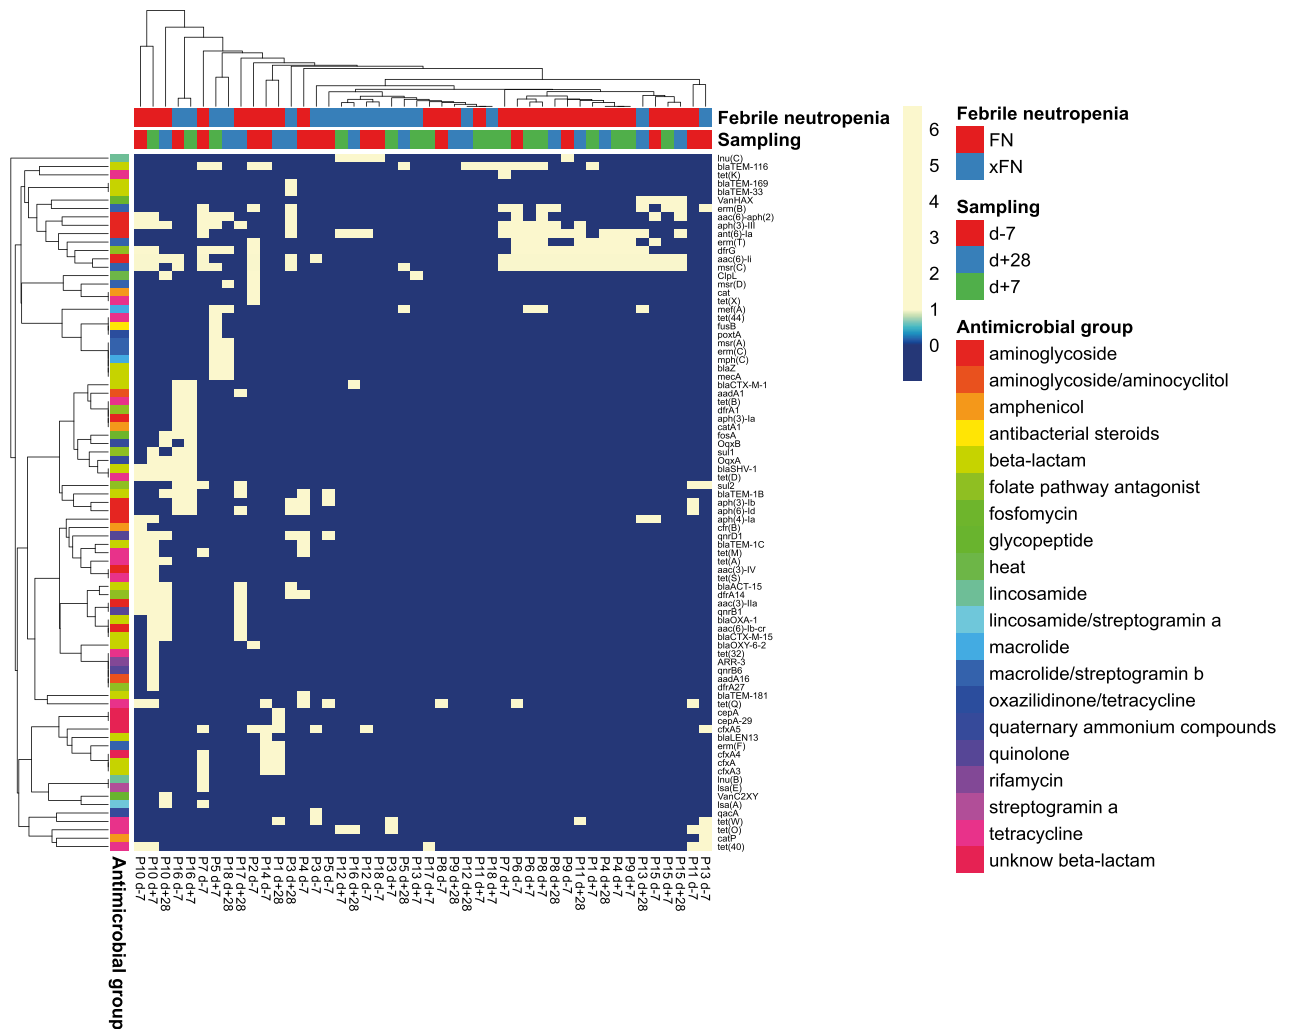 Febrile neutropenia
Sampling
lnu(C)
blaTEM-116
tet(K)
blaTEM-169
blaTEM-33
VanHAX
erm(B)
aac(6)-aph(2)
aph(3)-III
ant(6)-Ia
erm(T)
dfrG
aac(6)-Ii
msr(C)
ClpL
msr(D)
cat
tet(X)
mef(A)
tet(44)
fusB
poxtA
msr(A)
erm(C)
mph(C)
blaZ
mecA
blaCTX-M-1
aadA1
tet(B)
dfrA1
aph(3)-Ia
catA1
fosA
OqxB
sul1
OqxA
blaSHV-1
tet(D)
sul2
blaTEM-1B
aph(3)-Ib
aph(6)-Id
aph(4)-Ia
cfr(B)
qnrD1
blaTEM-1C
tet(M)
tet(A)
aac(3)-IV
tet(S)
blaACT-15
dfrA14
aac(3)-IIa
qnrB1
blaOXA-1
aac(6)-Ib-cr
blaCTX-M-15
blaOXY-6-2
tet(32)
ARR-3
qnrB6
aadA16
dfrA27
blaTEM-181
tet(Q)
cepA
cepA-29
cfxA5
blaLEN13
erm(F)
cfxA4
cfxA
cfxA3
lnu(B)
lsa(E)
VanC2XY
lsa(A)
qacA
tet(W)
tet(O)
catP
tet(40)
P10 d-7
P10 d+7
P10 d+28
P16 d-7
P16 d+7
P7 d-7
P5 d+7
P18 d+28
P17 d+28
P2 d-7
P14 d-7
P1 d+28
P3 d+28
P4 d-7
P3 d-7
P5 d-7
P12 d+7
P16 d+28
P12 d-7
P18 d-7
P3 d+7
P5 d+28
P13 d+7
P17 d+7
P8 d-7
P9 d+28
P12 d+28
P11 d+7
P18 d+7
P7 d+7
P6 d-7
P6 d+7
P8 d+7
P8 d+28
P9 d-7
P11 d+28
P1 d+7
P4 d+28
P4 d+7
P9 d+7
P13 d+28
P15 d-7
P15 d+7
P15 d+28
P11 d-7
P13 d-7
Antimicrobial group
6
5
4
3
2
1
0
Febrile neutropenia
FN
xFN
Sampling
d-7
d+28
d+7
Antimicrobial group
aminoglycoside
aminoglycoside/aminocyclitol
amphenicol
antibacterial steroids
beta-lactam
folate pathway antagonist
fosfomycin
glycopeptide
heat
lincosamide
lincosamide/streptogramin a
macrolide
macrolide/streptogramin b
oxazilidinone/tetracycline
quaternary ammonium compounds
quinolone
rifamycin
streptogramin a
tetracycline
unknow beta-lactam